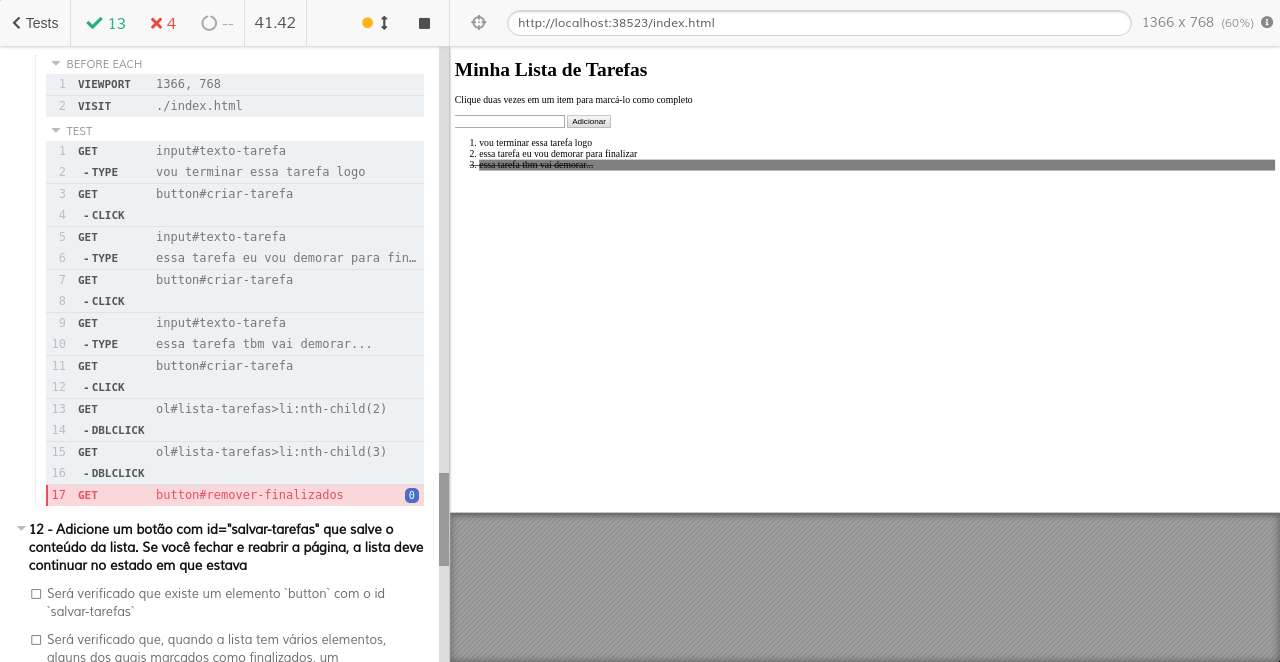 Tests 13 4 -- 41.42 http://localhost:38523/index.html 1366 x 768 (60%)
BEFORE EACH
1 VIEWPORT 1366, 768
2 VISIT ./index.html
TEST
1 GET input#texto-tarefa
2 -TYPE vou terminar essa tarefa logo
3 GET button#criar-tarefa
4 -CLICK
5 GET input#texto-tarefa
6 -TYPE essa tarefa eu vou demorar para fin…
7 GET button#criar-tarefa
8 -CLICK
9 GET input#texto-tarefa
10 -TYPE essa tarefa tbm vai demorar...
11 GET button#criar-tarefa
12 -CLICK
13 GET ol#lista-tarefas>li:nth-child(2)
14 -DBLCLICK
15 GET ol#lista-tarefas>li:nth-child(3)
16 -DBLCLICK
17 GET button#remover-finalizados 0
12 - Adicione um botão com id="salvar-tarefas" que salve o
conteúdo da lista. Se você fechar e reabrir a página, a lista deve
continuar no estado em que estava
Será verificado que existe um elemento `button` com o id
`salvar-tarefas`
Será verificado que, quando a lista tem vários elementos,
alguns dos quais marcados como finalizados, um
Minha Lista de Tarefas
Clique duas vezes em um item para marcá-lo como completo
Adicionar
1. vou terminar essa tarefa logo
2. essa tarefa eu vou demorar para finalizar
3. essa tarefa tbm vai demorar...